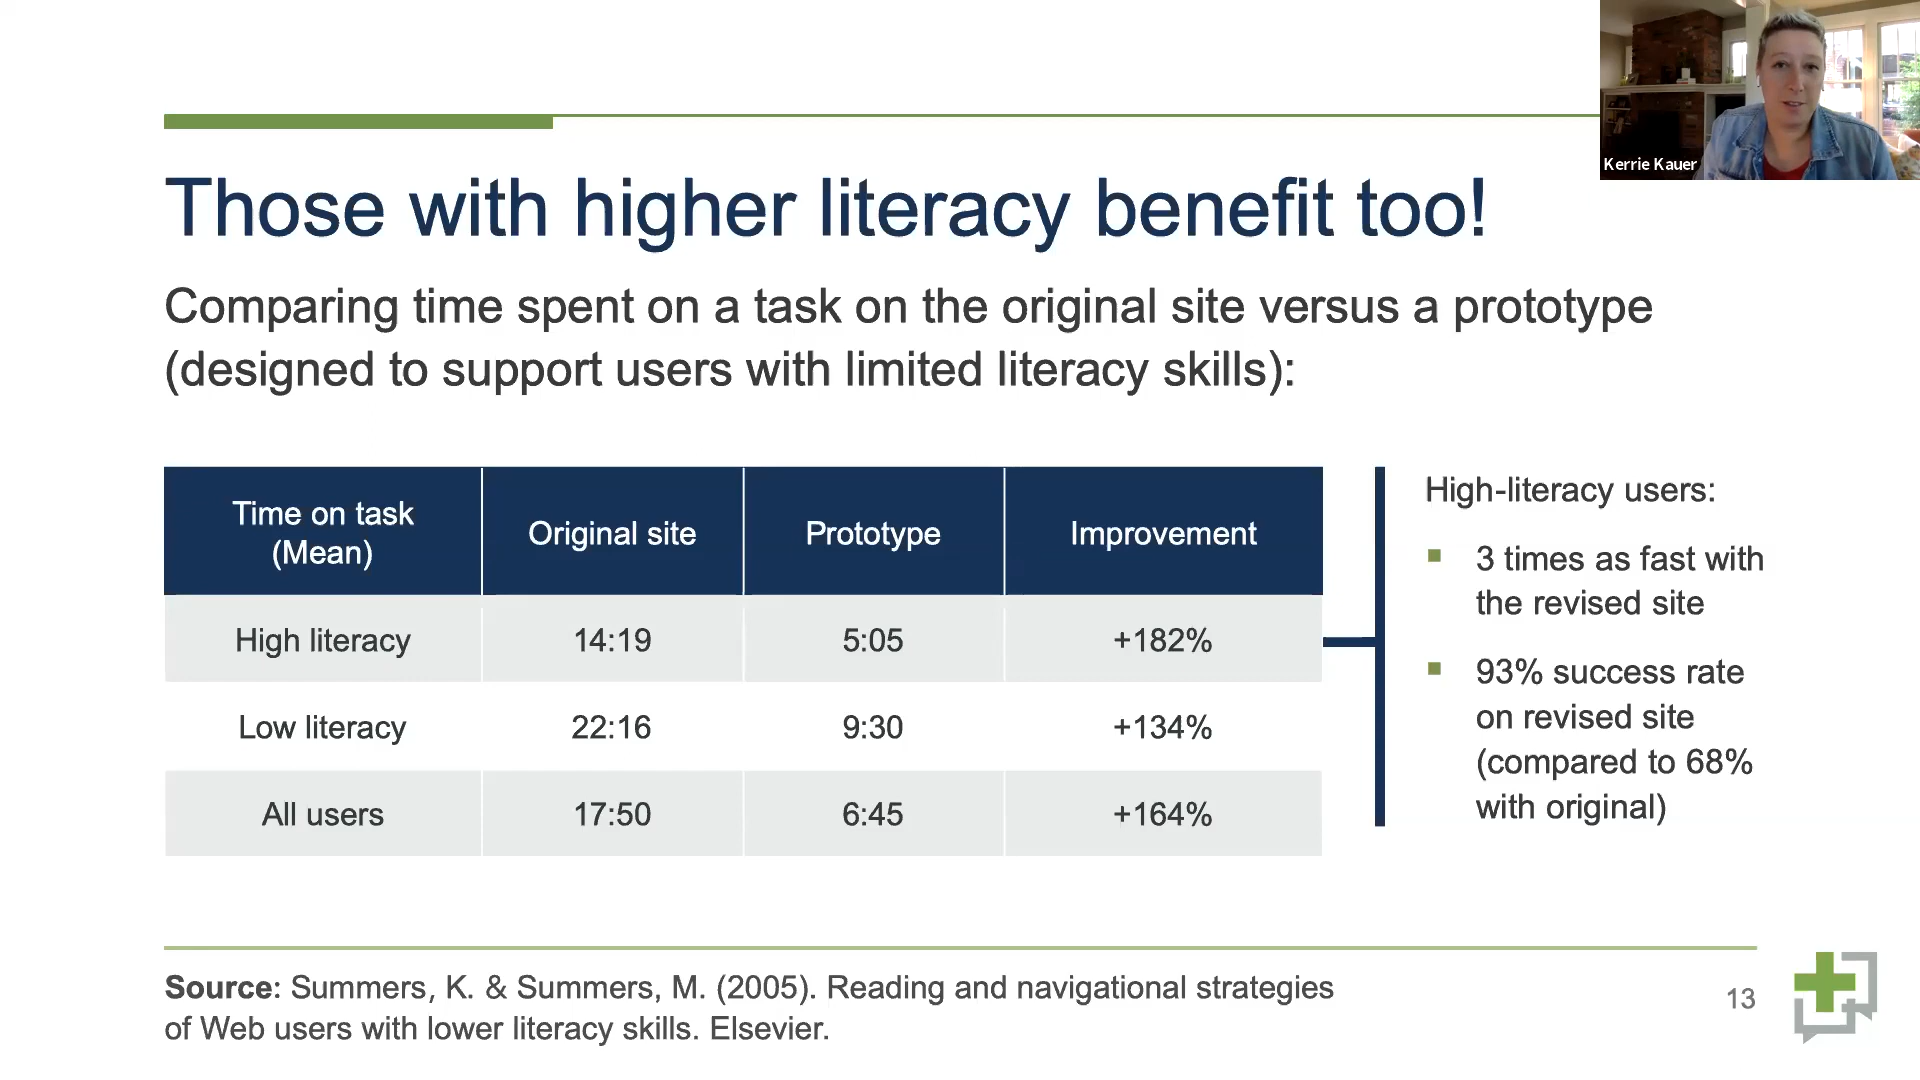 Kerrie Kauer
Those with higher literacy benefit too!
Comparing time spent on a task on the original site versus a prototype
(designed to support users with limited literacy skills):
Time on task
(Mean)
Original site
Prototype
Improvement
High literacy
14:19
5:05
+182%
Low literacy
22:16
9:30
+134%
All users
17:50
6:45
+164%
High-literacy users:
▪ 3 times as fast with
the revised site
▪ 93% success rate
on revised site
(compared to 68%
with original)
Source: Summers, K. & Summers, M. (2005). Reading and navigational strategies
of Web users with lower literacy skills. Elsevier.
13